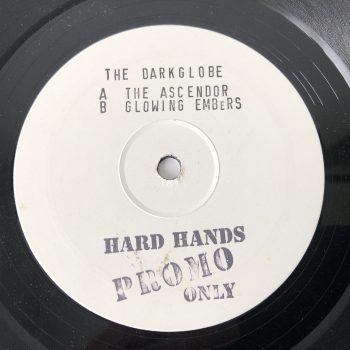 THE DARKGLOBE
A THE ASCENDOR
B GLOWING EMBeRS
HARD HANDS
PROMO
ONLY